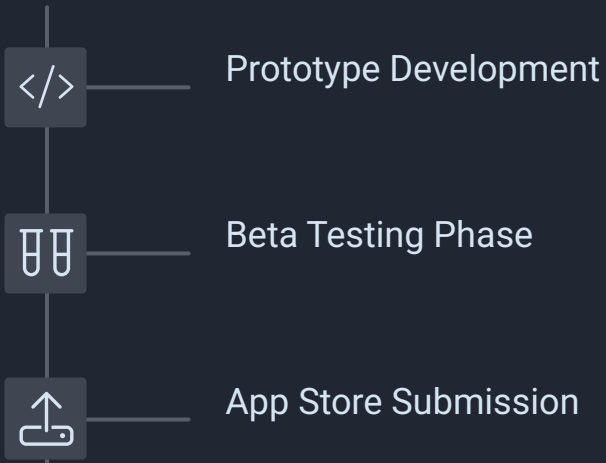 Prototype Development
Beta Testing Phase
App Store Submission